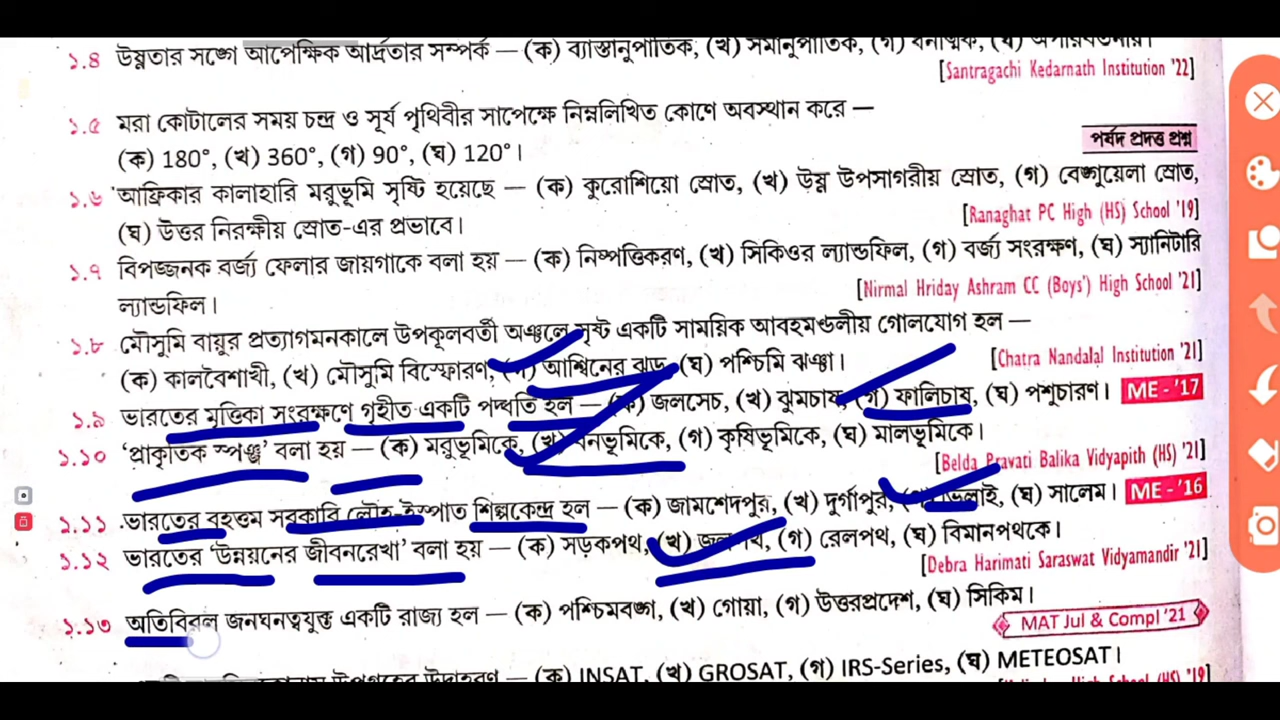 ১.৪ উষ্ণতার সঙ্গে আপেক্ষিক আর্দ্রতার সম্পর্ক — (ক) ব্যাস্তানুপাতিক, (খ) সমানুপাতিক, (গ) ধনাত্মক, (ঘ) অপরিবর্তনীয়।
[Santragachi Kedarnath Institution '22]
১.৫ মরা কোটালের সময় চন্দ্র ও সূর্য পৃথিবীর সাপেক্ষে নিম্নলিখিত কোণে অবস্থান করে —
(ক) 180°, (খ) 360°, (গ) 90°, (ঘ) 120°।
পর্ষদ প্রদত্ত প্রশ্ন
১.৬ আফ্রিকার কালাহারি মরুভূমি সৃষ্টি হয়েছে — (ক) কুরোশিয়ো স্রোত, (খ) উষ্ণ উপসাগরীয় স্রোত, (গ) বেঙ্গুয়েলা স্রোত,
(ঘ) উত্তর নিরক্ষীয় স্রোত-এর প্রভাবে।
[Ranaghat PC High (HS) School '19]
১.৭ বিপজ্জনক বর্জ্য ফেলার জায়গাকে বলা হয় — (ক) নিষ্পত্তিকরণ, (খ) সিকিওর ল্যান্ডফিল, (গ) বর্জ্য সংরক্ষণ, (ঘ) স্যানিটারি
ল্যান্ডফিল।
[Nirmal Hriday Ashram CC (Boys') High School '21]
১.৮ মৌসুমি বায়ুর প্রত্যাগমনকালে উপকূলবর্তী অঞ্চলে সৃষ্ট একটি সাময়িক আবহমণ্ডলীয় গোলযোগ হল —
(ক) কালবৈশাখী, (খ) মৌসুমি বিস্ফোরণ, (গ) আশ্বিনের ঝড়, (ঘ) পশ্চিমি ঝঞ্ঝা।
[Chatra Nandalal Institution '21]
১.৯ ভারতের মৃত্তিকা সংরক্ষণে গৃহীত একটি পদ্ধতি হল — (ক) জলসেচ, (খ) ঝুমচাষ, (গ) ফালিচাষ, (ঘ) পশুচারণ। ME - '17
১.১০ 'প্রাকৃতিক স্পঞ্জ' বলা হয় — (ক) মরুভূমিকে, (খ) বনভূমিকে, (গ) কৃষিভূমিকে, (ঘ) মালভূমিকে।
[Belda Pravati Balika Vidyapith (HS) '21]
১.১১ ভারতের বৃহত্তম সরকারি লৌহ-ইস্পাত শিল্পকেন্দ্র হল — (ক) জামশেদপুর, (খ) দুর্গাপুর, (গ) ভিলাই, (ঘ) সালেম। ME - '16
১.১২ ভারতের 'উন্নয়নের জীবনরেখা' বলা হয় — (ক) সড়কপথ, (খ) জলপথ, (গ) রেলপথ, (ঘ) বিমানপথকে।
[Debra Harimati Saraswat Vidyamandir '21]
১.১৩ অতিবিরল জনঘনত্বযুক্ত একটি রাজ্য হল — (ক) পশ্চিমবঙ্গ, (খ) গোয়া, (গ) উত্তরপ্রদেশ, (ঘ) সিকিম।
MAT Jul & Compl '21
উপগ্রহের উদাহরণ — (ক) INSAT, (খ) GROSAT, (গ) IRS-Series, (ঘ) METEOSAT।